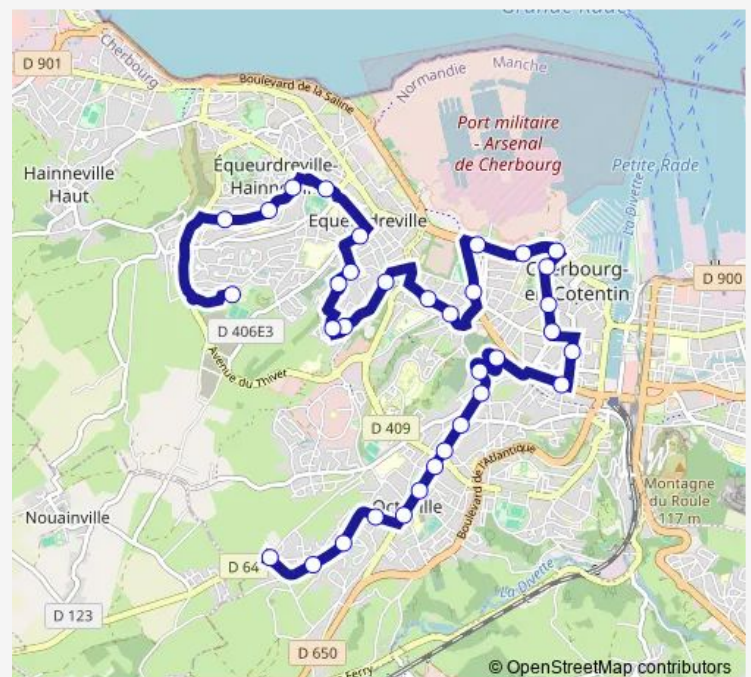 Grande Rade
D 901
Cherbourg
Boulevard de la Saline
Normandie Manche
Port militaire
- Arsenal
de Cherbourg
Petite Rade
La Divette
Hainneville
Haut
Équeurdreville-
Equeurdreville
Cherbourg-
en-Cotentin
D 900
D 406E3
Avenue du Thivet
D 409
Boulevard de l'Atlantique
Montagne
du Roule
117 m
Nouainville
D 64
La Divette
D 123
D 650
Ferry
© OpenStreetMap contributors